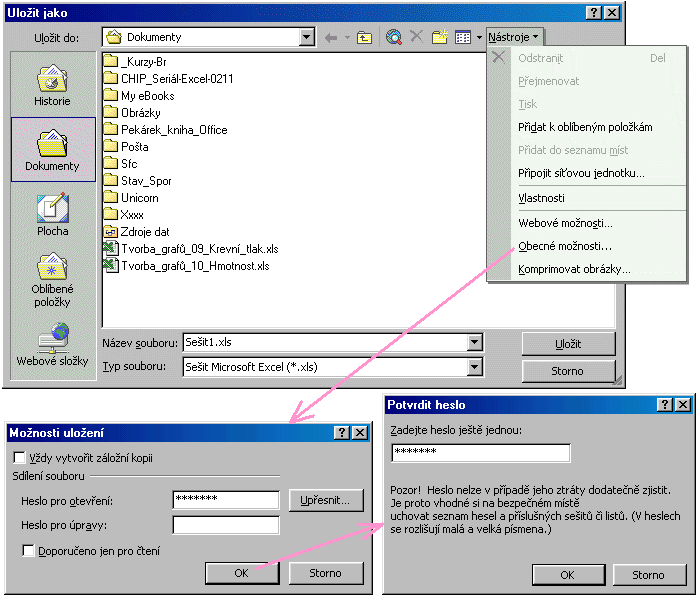 Uložit jako
Uložit do:
Dokumenty
Nástroje
Historie
Dokumenty
Plocha
Oblíbené
položky
Webové složky
_Kurzy-Br
CHIP_Seriál-Excel-0211
My eBooks
Obrázky
Pekárek_kniha_Office
Pošta
Sfc
Stav_Spor
Unicorn
Xxxx
Zdroje dat
Tvorba_grafů_09_Krevní_tlak.xls
Tvorba_grafů_10_Hmotnost.xls
Odstranit Del
Přejmenovat
Tisk
Přidat k oblíbeným položkám
Přidat do seznamu míst
Připojit síťovou jednotku...
Vlastnosti
Webové možnosti...
Obecné možnosti...
Komprimovat obrázky...
Název souboru: Sešit1.xls
Uložit
Typ souboru: Sešit Microsoft Excel (*.xls)
Storno
Možnosti uložení
Vždy vytvořit záložní kopii
Sdílení souboru
Heslo pro otevření: *******
Upřesnit...
Heslo pro úpravy:
Doporučeno jen pro čtení
OK
Storno
Potvrdit heslo
Zadejte heslo ještě jednou:
*******
Pozor! Heslo nelze v případě jeho ztráty dodatečně zjistit.
Je proto vhodné si na bezpečném místě
uchovat seznam hesel a příslušných sešitů či listů. (V heslech
se rozlišují malá a velká písmena.)
OK
Storno